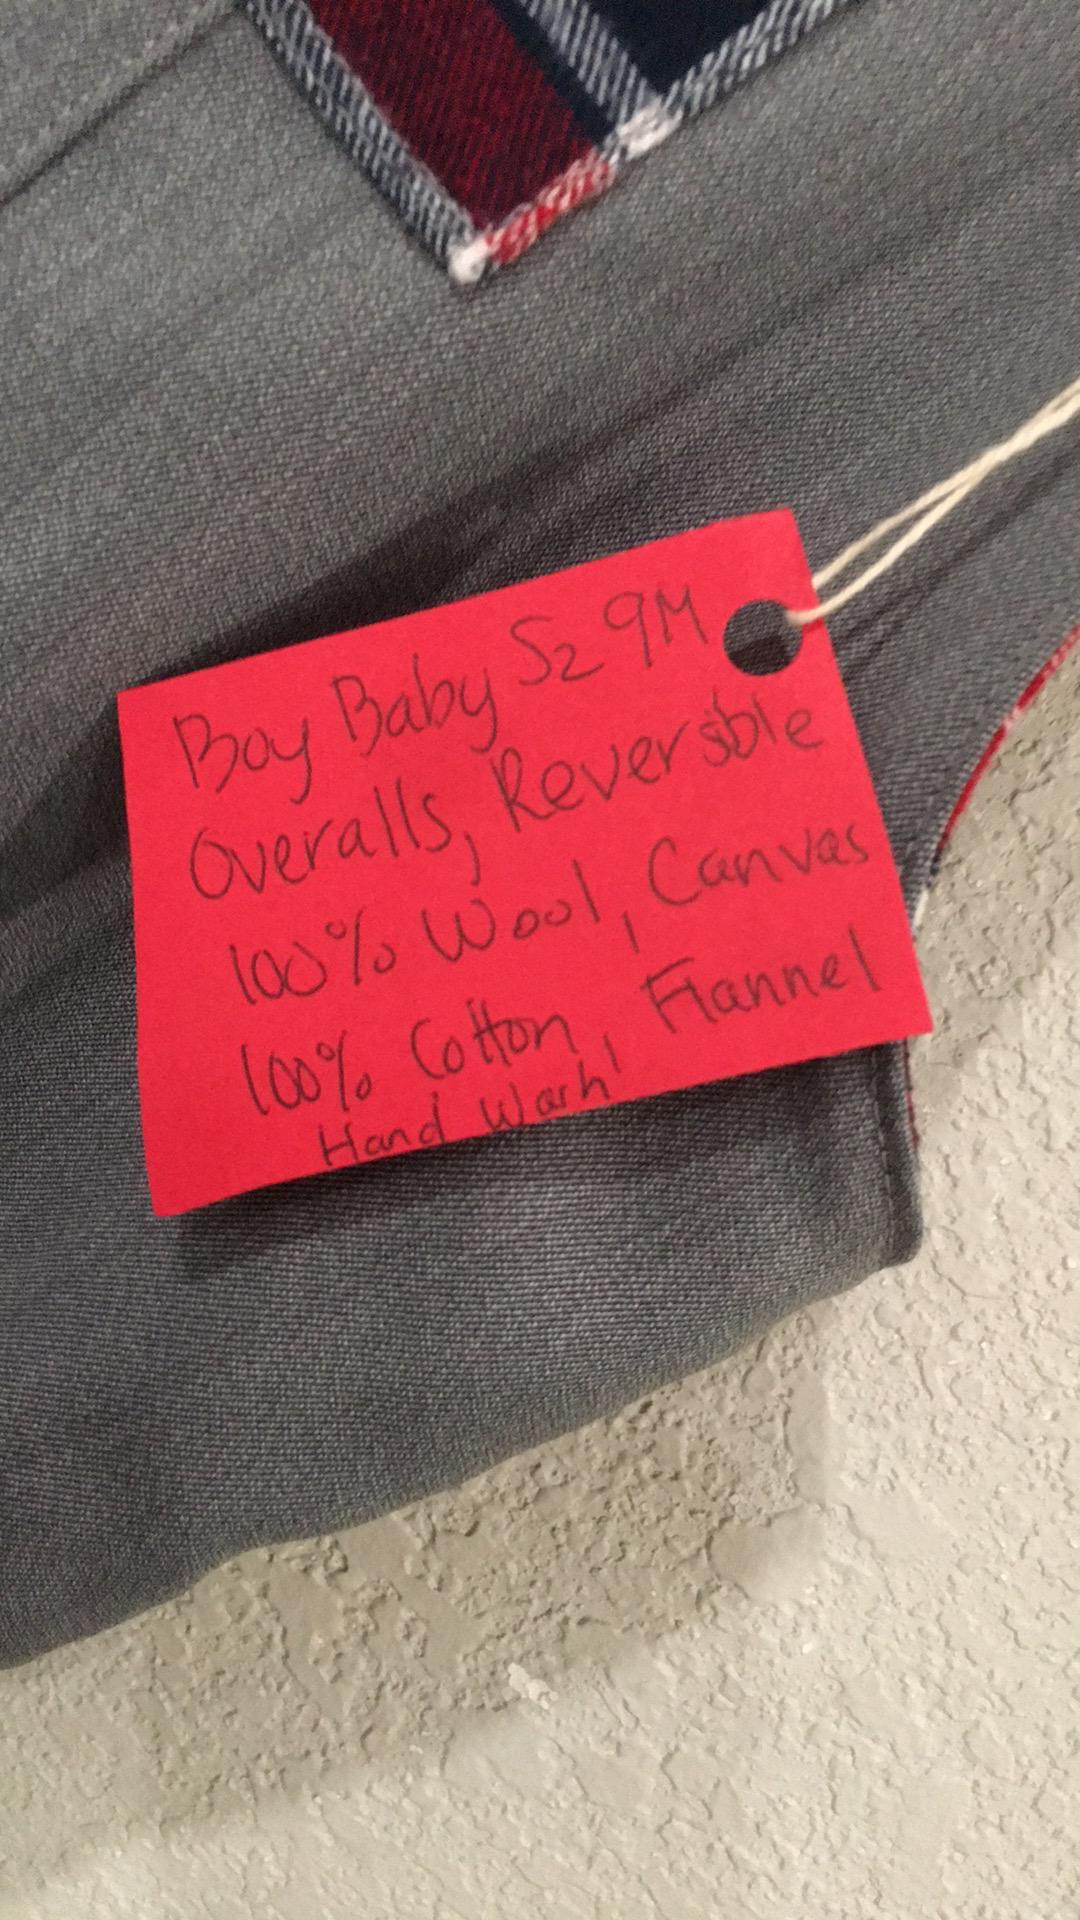 Boy Baby Sz 9M
Overalls, Reversible
100% Wool, Canvas
100% Cotton, Flannel
Hand Wash